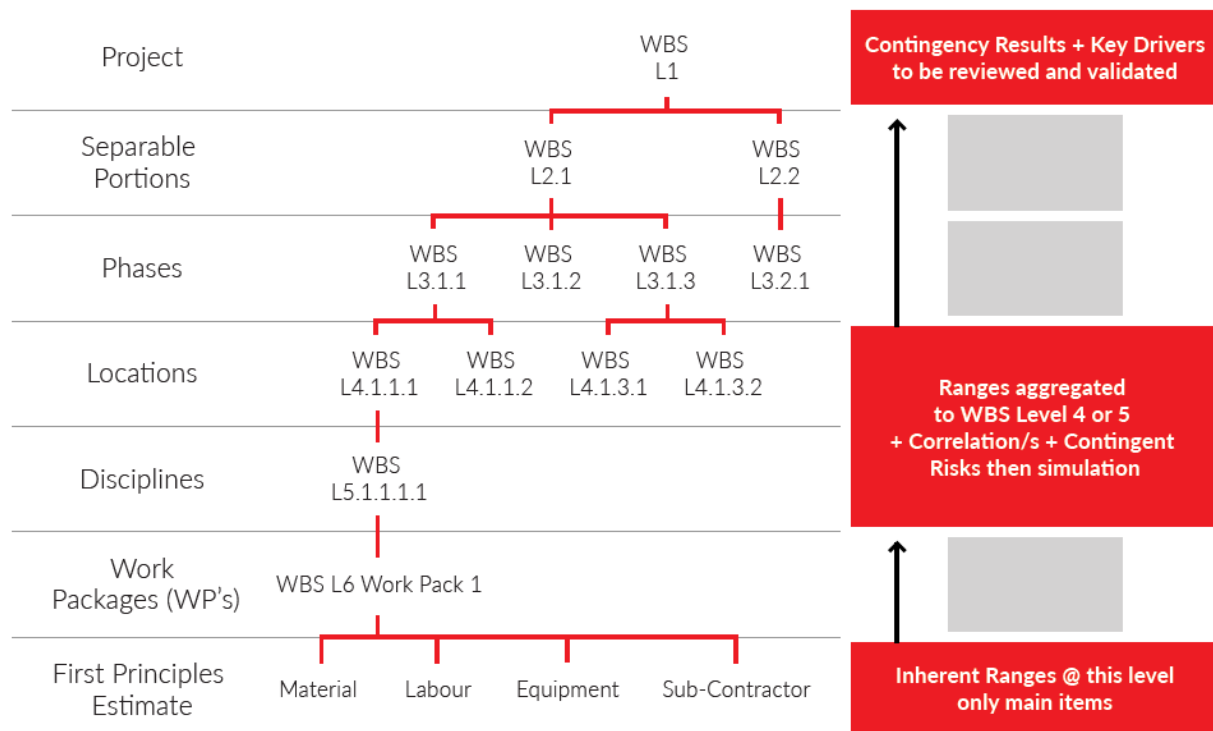 Project
WBS
L1
Contingency Results + Key Drivers
to be reviewed and validated
Separable
Portions
WBS
L2.1
WBS
L2.2
Phases
WBS
L3.1.1
WBS
L3.1.2
WBS
L3.1.3
WBS
L3.2.1
Locations
WBS
L4.1.1.1
WBS
L4.1.1.2
WBS
L4.1.3.1
WBS
L4.1.3.2
Ranges aggregated
to WBS Level 4 or 5
+ Correlation/s + Contingent
Risks then simulation
Disciplines
WBS
L5.1.1.1.1
Work
Packages (WP's)
WBS L6 Work Pack 1
First Principles
Estimate
Material
Labour
Equipment
Sub-Contractor
Inherent Ranges @ this level
only main items